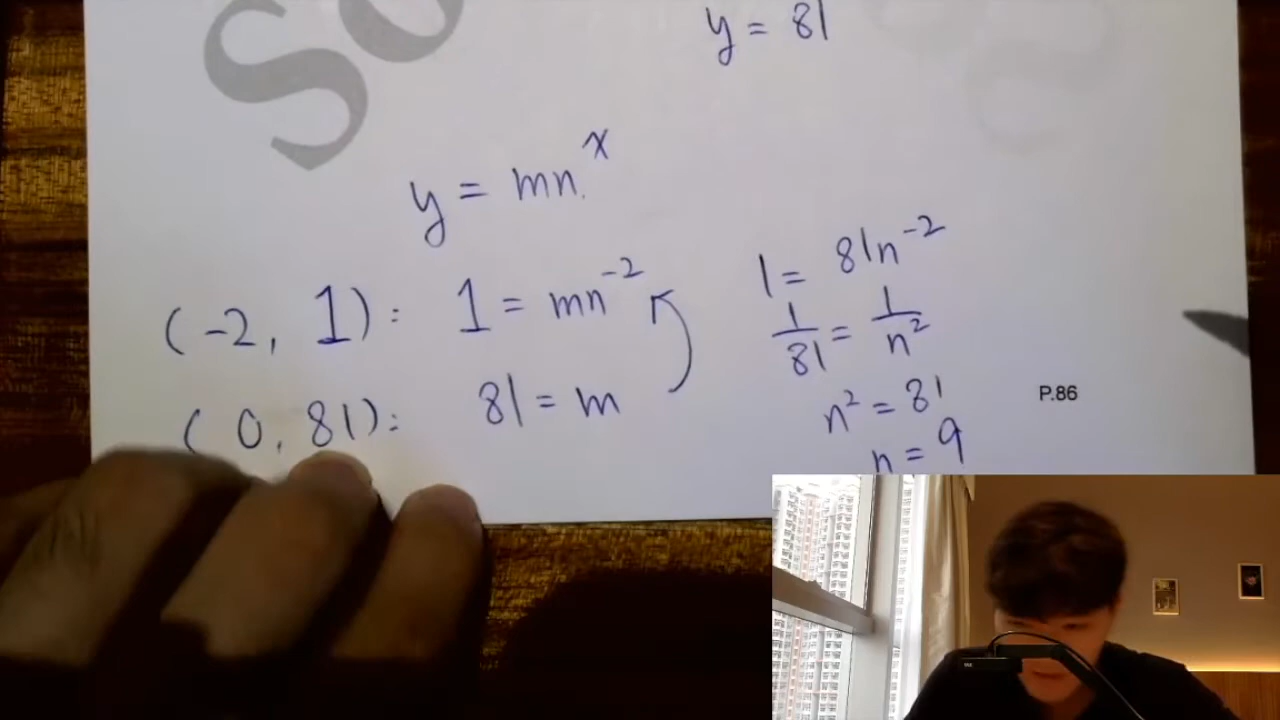 So
y = 81
y = mn^x
(-2, 1): 1 = mn^-2
(0, 81): 81 = m
1 = 81n^-2
1/81 = 1/n^2
n^2 = 81
n = 9
P.86